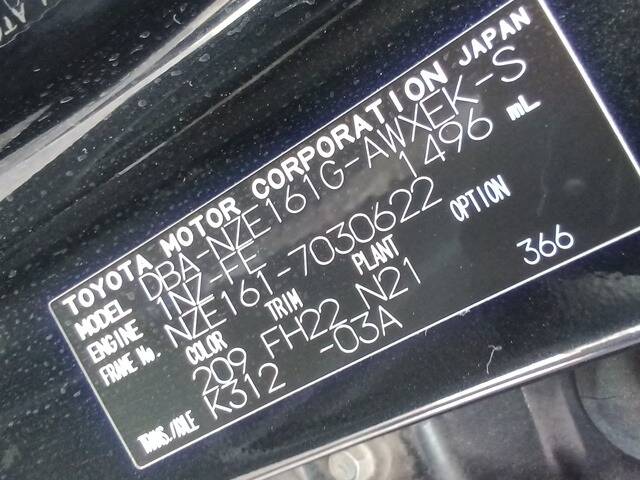 TOYOTA MOTOR CORPORATION JAPAN
MODEL DBA-NZE161G-AWXEK-S
ENGINE 1NZ-FE 1496 mL
FRAME No. NZE161-7030622
COLOR TRIM PLANT OPTION
209 FH22 N21 366
TRNS./AXLE K312 -03A